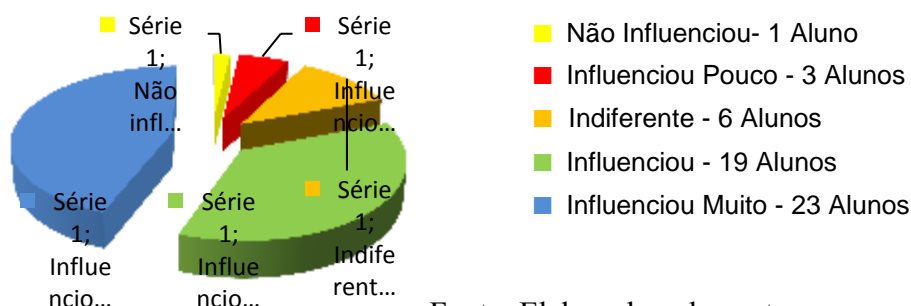 Série
1;
Não
infl...
Série
1;
Influe
ncio...
Série
1;
Influe
ncio...
Série
1;
Influe
ncio...
Série
1;
Indife
rent...
Não Influenciou- 1 Aluno
Influenciou Pouco - 3 Alunos
Indiferente - 6 Alunos
Influenciou - 19 Alunos
Influenciou Muito - 23 Alunos